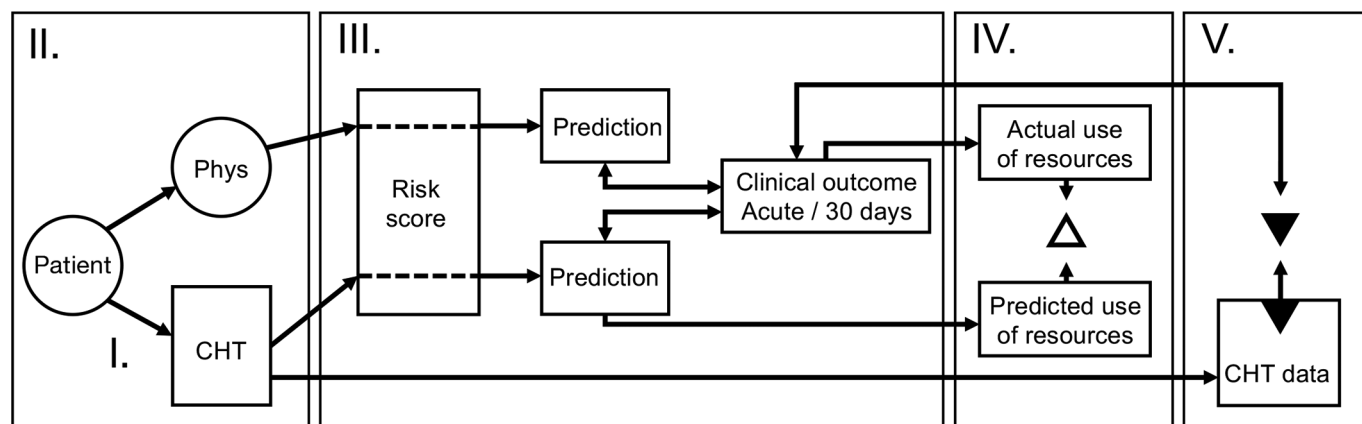 II.
Phys
Patient
I.
CHT
III.
Risk
score
Prediction
Prediction
Clinical outcome
Acute / 30 days
IV.
Actual use
of resources
Predicted use
of resources
V.
CHT data